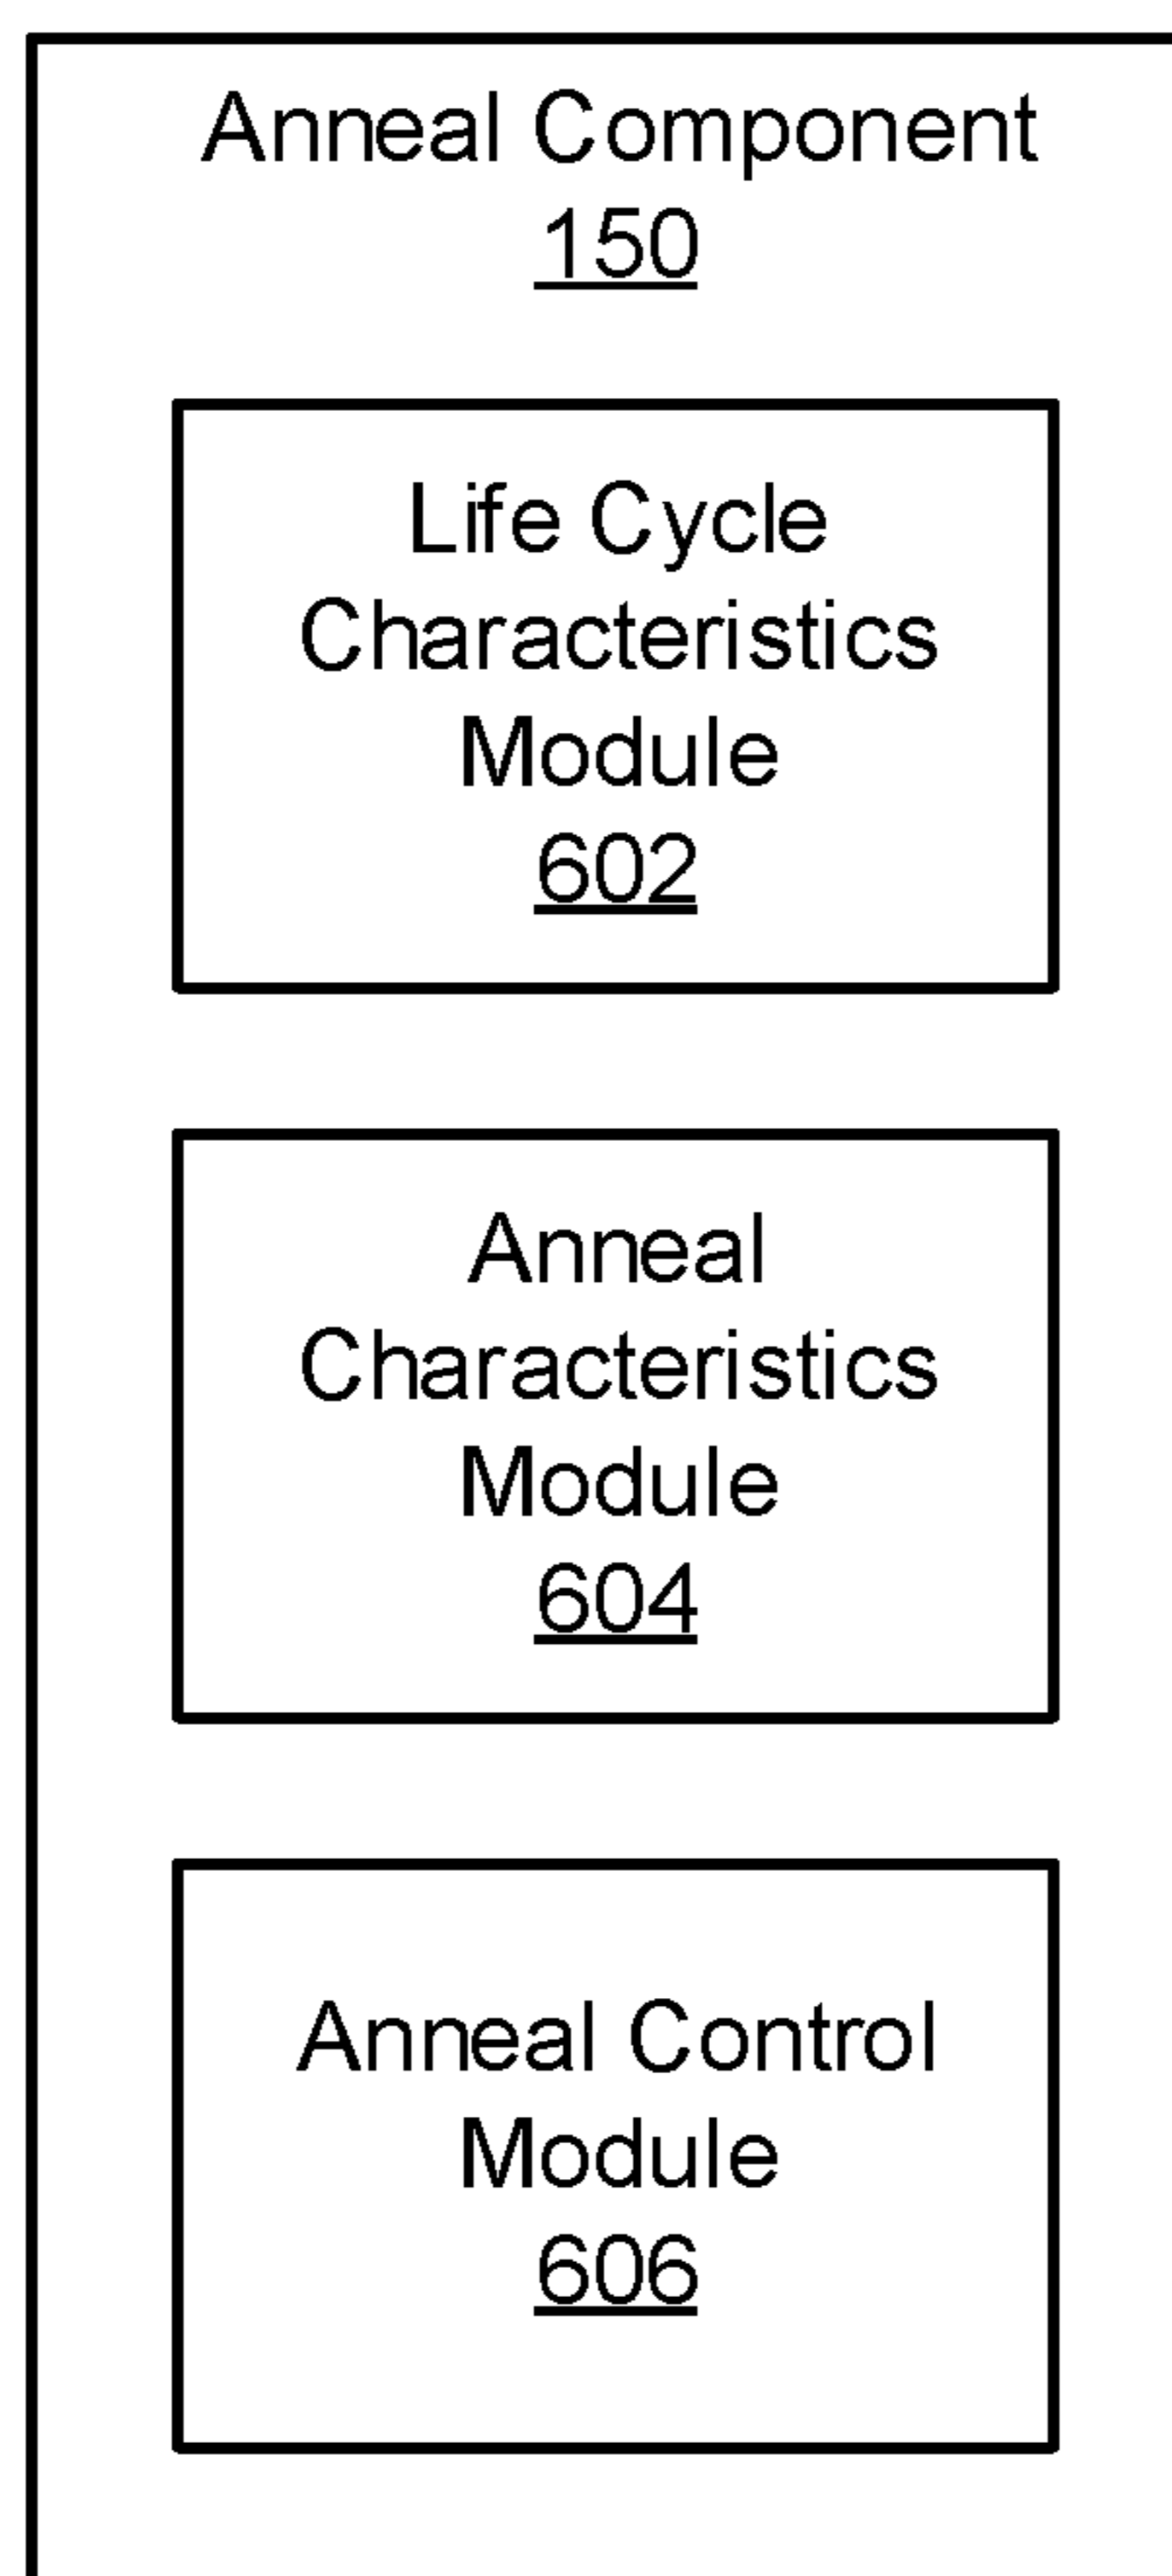 Anneal Component
150
Life Cycle
Characteristics
Module
602
Anneal
Characteristics
Module
604
Anneal Control
Module
606